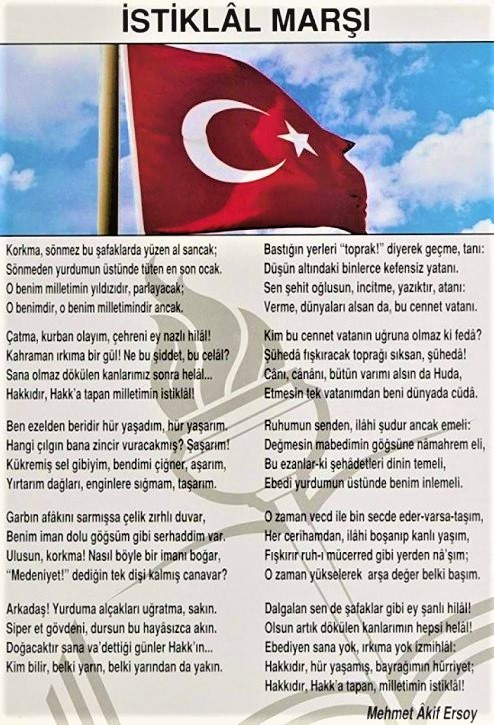 İSTİKLÂL MARŞI
Korkma, sönmez bu şafaklarda yüzen al sancak;
Sönmeden yurdumun üstünde tüten en son ocak.
O benim milletimin yıldızıdır, parlayacak;
O benimdir, o benim milletimindir ancak.
Çatma, kurban olayım, çehreni ey nazlı hilâl!
Kahraman ırkıma bir gül! Ne bu şiddet, bu celâl?
Sana olmaz dökülen kanlarımız sonra helâl...
Hakkıdır, Hakk'a tapan milletimin istiklâl!
Ben ezelden beridir hür yaşadım, hür yaşarım.
Hangi çılgın bana zincir vuracakmış? Şaşarım!
Kükremiş sel gibiyim, bendimi çiğner, aşarım,
Yırtarım dağları, enginlere sığmam, taşarım.
Garbın afâkını sarmışsa çelik zırhlı duvar,
Benim iman dolu göğsüm gibi serhaddim var.
Ulusun, korkma! Nasıl böyle bir imanı boğar,
“Medeniyet!” dediğin tek dişi kalmış canavar?
Arkadaş! Yurduma alçakları uğratma, sakın.
Siper et gövdeni, dursun bu hayâsızca akın.
Doğacaktır sana va'dettiği günler Hakk'ın...
Kim bilir, belki yarın, belki yarından da yakın.
Bastığın yerleri “toprak!” diyerek geçme, tanı:
Düşün altındaki binlerce kefensiz yatanı.
Sen şehit oğlusun, incitme, yazıktır, atanı:
Verme, dünyaları alsan da, bu cennet vatanı.
Kim bu cennet vatanın uğruna olmaz ki fedâ?
Şühedâ fışkıracak toprağı sıksan, şühedâ!
Cânı, cânânı, bütün varımı alsın da Huda,
Etmesin tek vatanımdan beni dünyada cüdâ.
Ruhumun senden, ilâhi şudur ancak emeli:
Değmesin mabedimin göğsüne nâmahrem eli,
Bu ezanlar-ki şehâdetleri dinin temeli,
Ebedi yurdumun üstünde benim inlemeli.
O zaman vecd ile bin secde eder-varsa-taşım,
Her cerihamdan, ilâhi boşanıp kanlı yaşım,
Fışkırır ruh-ı mücerred gibi yerden nâ'şım;
O zaman yükselerek arşa değer belki başım.
Dalgalan sen de şafaklar gibi ey şanlı hilâl!
Olsun artık dökülen kanlarımın hepsi helâl!
Ebediyen sana yok, ırkıma yok izmihlâl:
Hakkıdır, hür yaşamış, bayrağımın hürriyet;
Hakkıdır, Hakk'a tapan, milletimin istiklâl!
Mehmet Âkif Ersoy